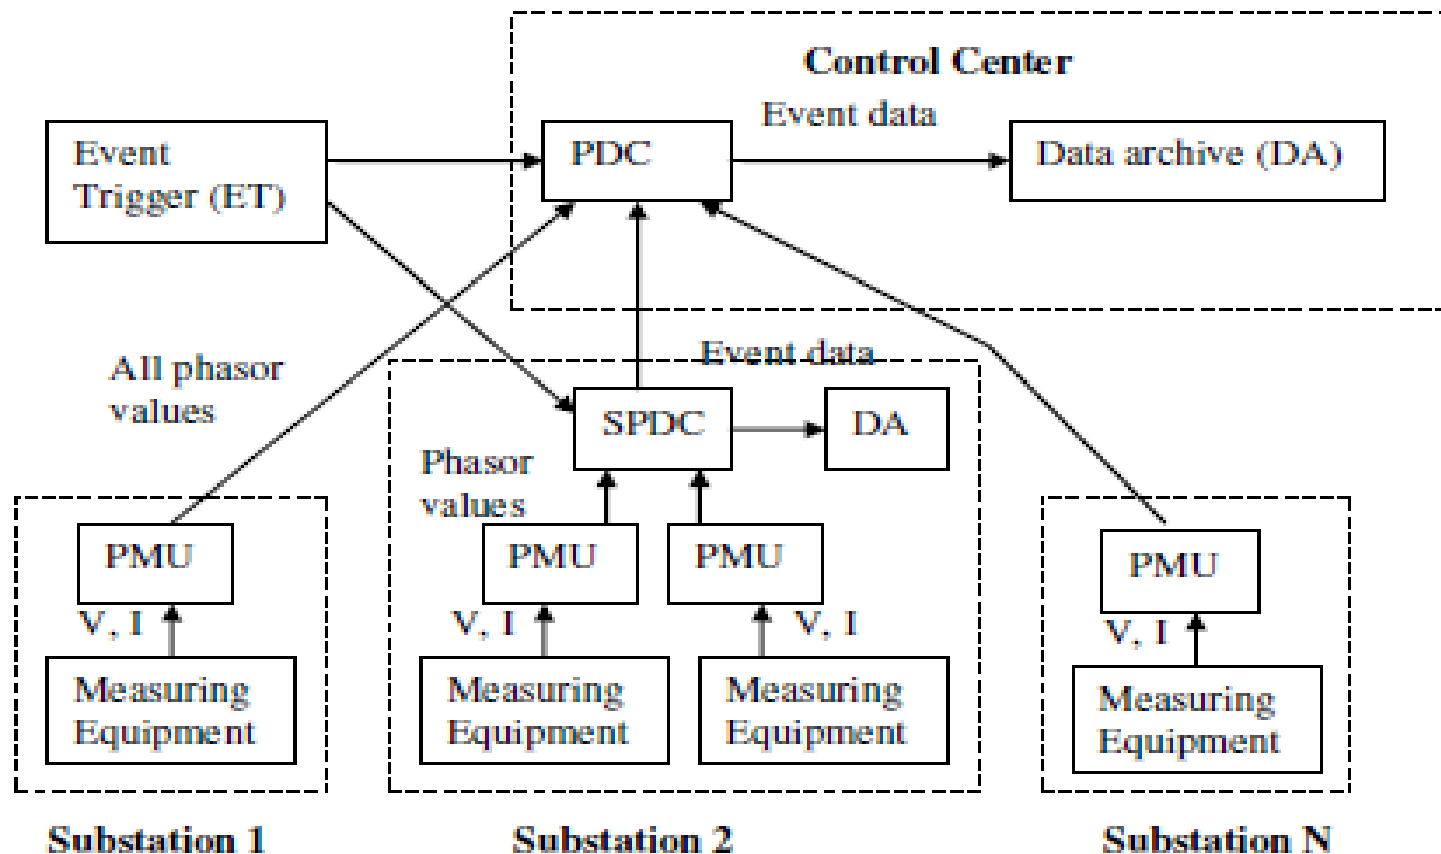 Control Center
Event data
Event
Trigger (ET)
PDC
Data archive (DA)
All phasor
values
Event data
SPDC
DA
Phasor
values
PMU
PMU
PMU
PMU
V, I
V, I
V, I
V, I
Measuring
Equipment
Measuring
Equipment
Measuring
Equipment
Measuring
Equipment
Substation 1
Substation 2
Substation N